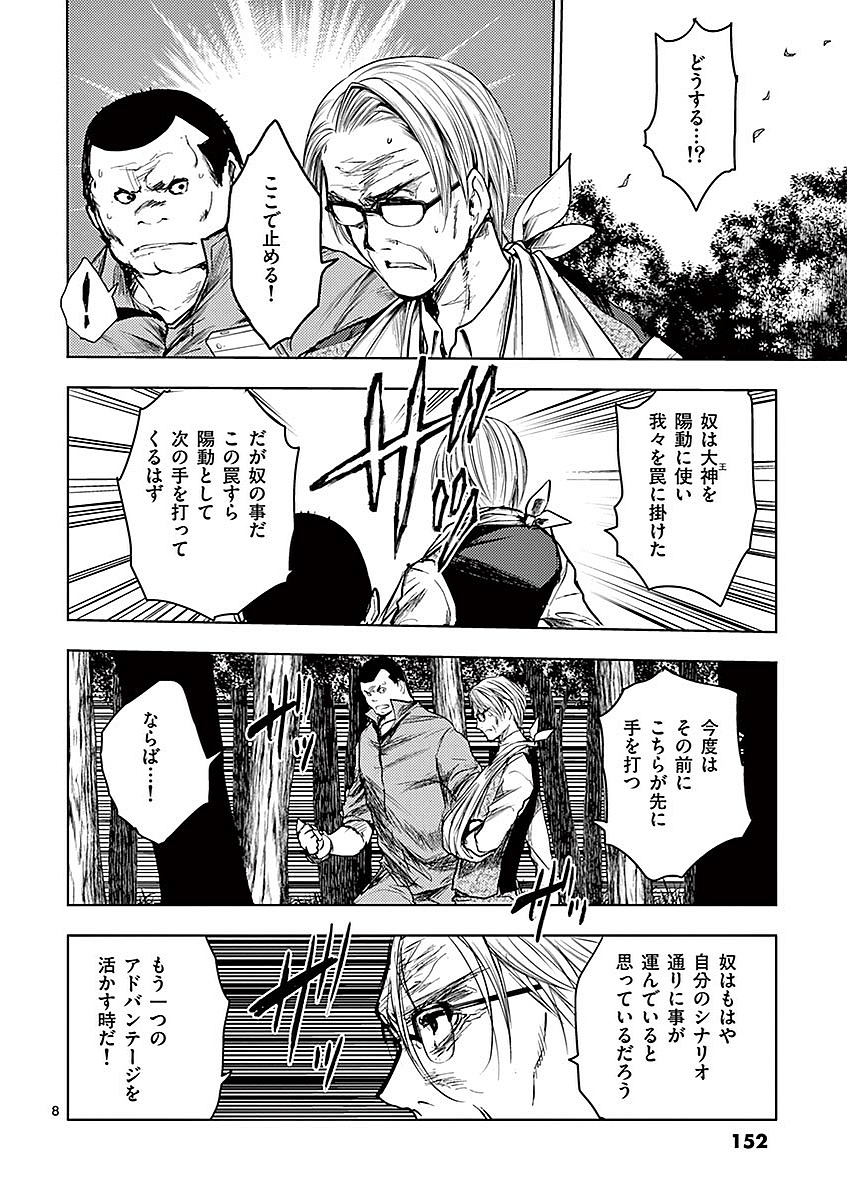 どうする…!?
ここで止める！
！
奴は大神を
王
陽動に使い
我々を罠に掛けた
だが奴の事だ
この罠すら
陽動として
次の手を打って
くるはず
バッ
今度は
その前に
こちらが先に
手を打つ
ならば…！
ザッ
ザッ
奴はもはや
自分のシナリオ
通りに事が
運んでいると
思っているだろう
もう一つの
アドバンテージを
活かす時だ！
8
152